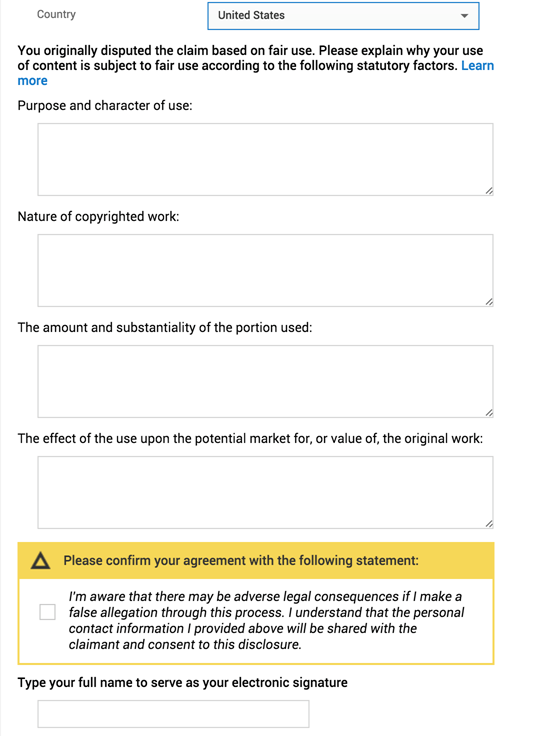 Country
United States
You originally disputed the claim based on fair use. Please explain why your use
of content is subject to fair use according to the following statutory factors. Learn
more
Purpose and character of use:
Nature of copyrighted work:
The amount and substantiality of the portion used:
The effect of the use upon the potential market for, or value of, the original work:
Please confirm your agreement with the following statement:
I'm aware that there may be adverse legal consequences if I make a
false allegation through this process. I understand that the personal
contact information I provided above will be shared with the
claimant and consent to this disclosure.
Type your full name to serve as your electronic signature